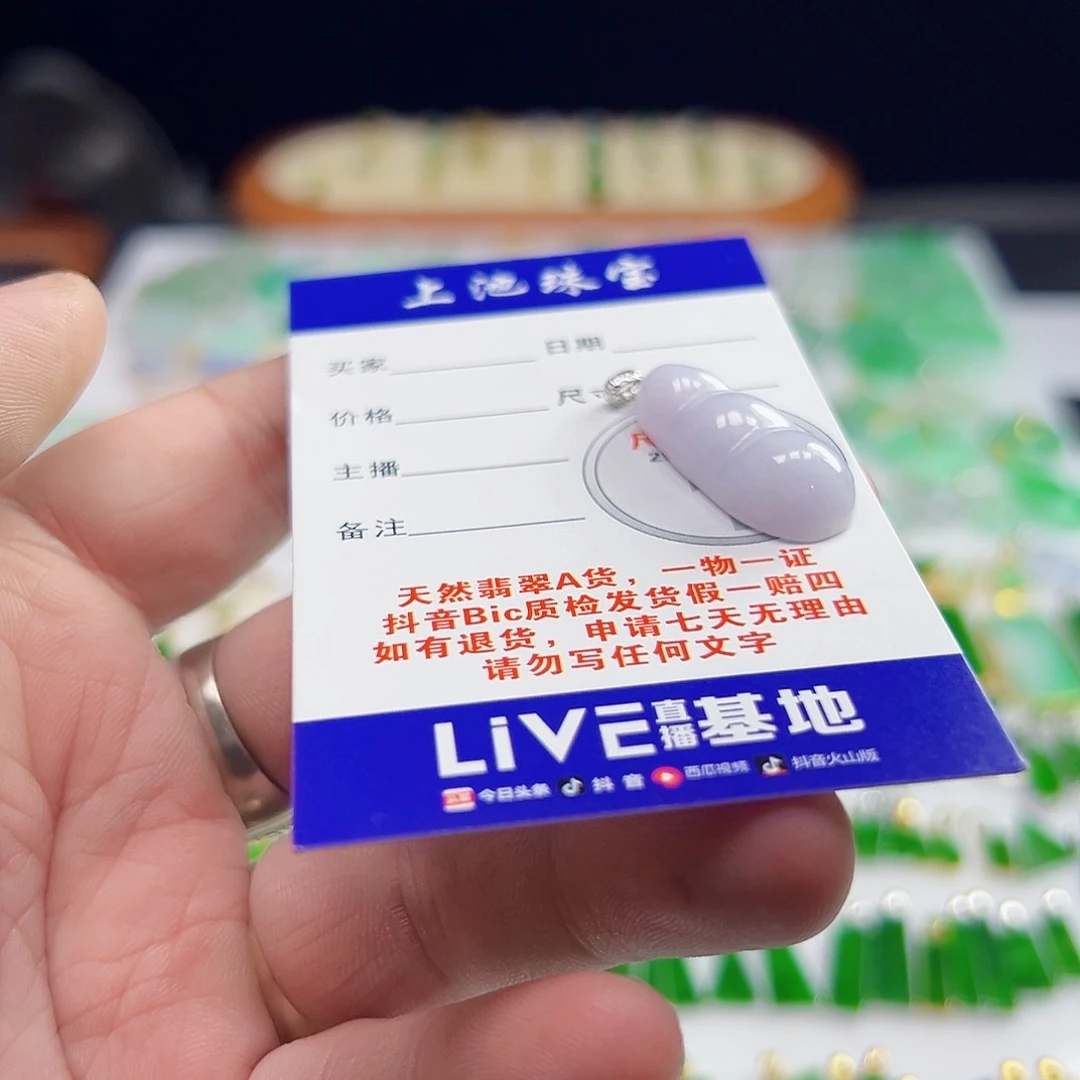 上池珠宝
买家 日期
价格 尺寸
主播
备注
天然翡翠A货，一物一证
抖音Bic质检发货假一赔四
如有退货，申请七天无理由
请勿写任何文字
LiVE直播基地
今日头条 抖音 西瓜视频 抖音火山版